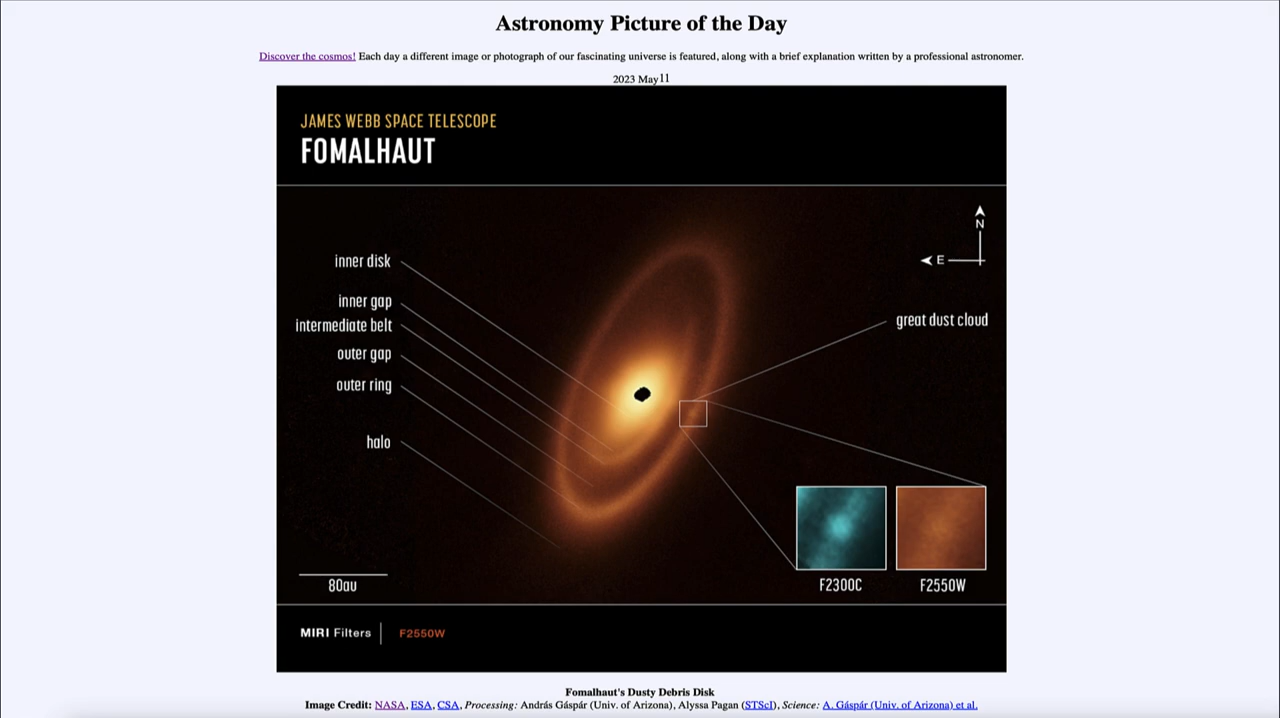 Astronomy Picture of the Day
Discover the cosmos! Each day a different image or photograph of our fascinating universe is featured, along with a brief explanation written by a professional astronomer.
2023 May 11
JAMES WEBB SPACE TELESCOPE
FOMALHAUT
N
E
inner disk
inner gap
intermediate belt
outer gap
outer ring
halo
great dust cloud
80au
F2300C
F2550W
MIRI Filters
F2550W
Fomalhaut's Dusty Debris Disk
Image Credit: NASA, ESA, CSA, Processing: András Gáspár (Univ. of Arizona), Alyssa Pagan (STScI), Science: A. Gáspár (Univ. of Arizona) et al.